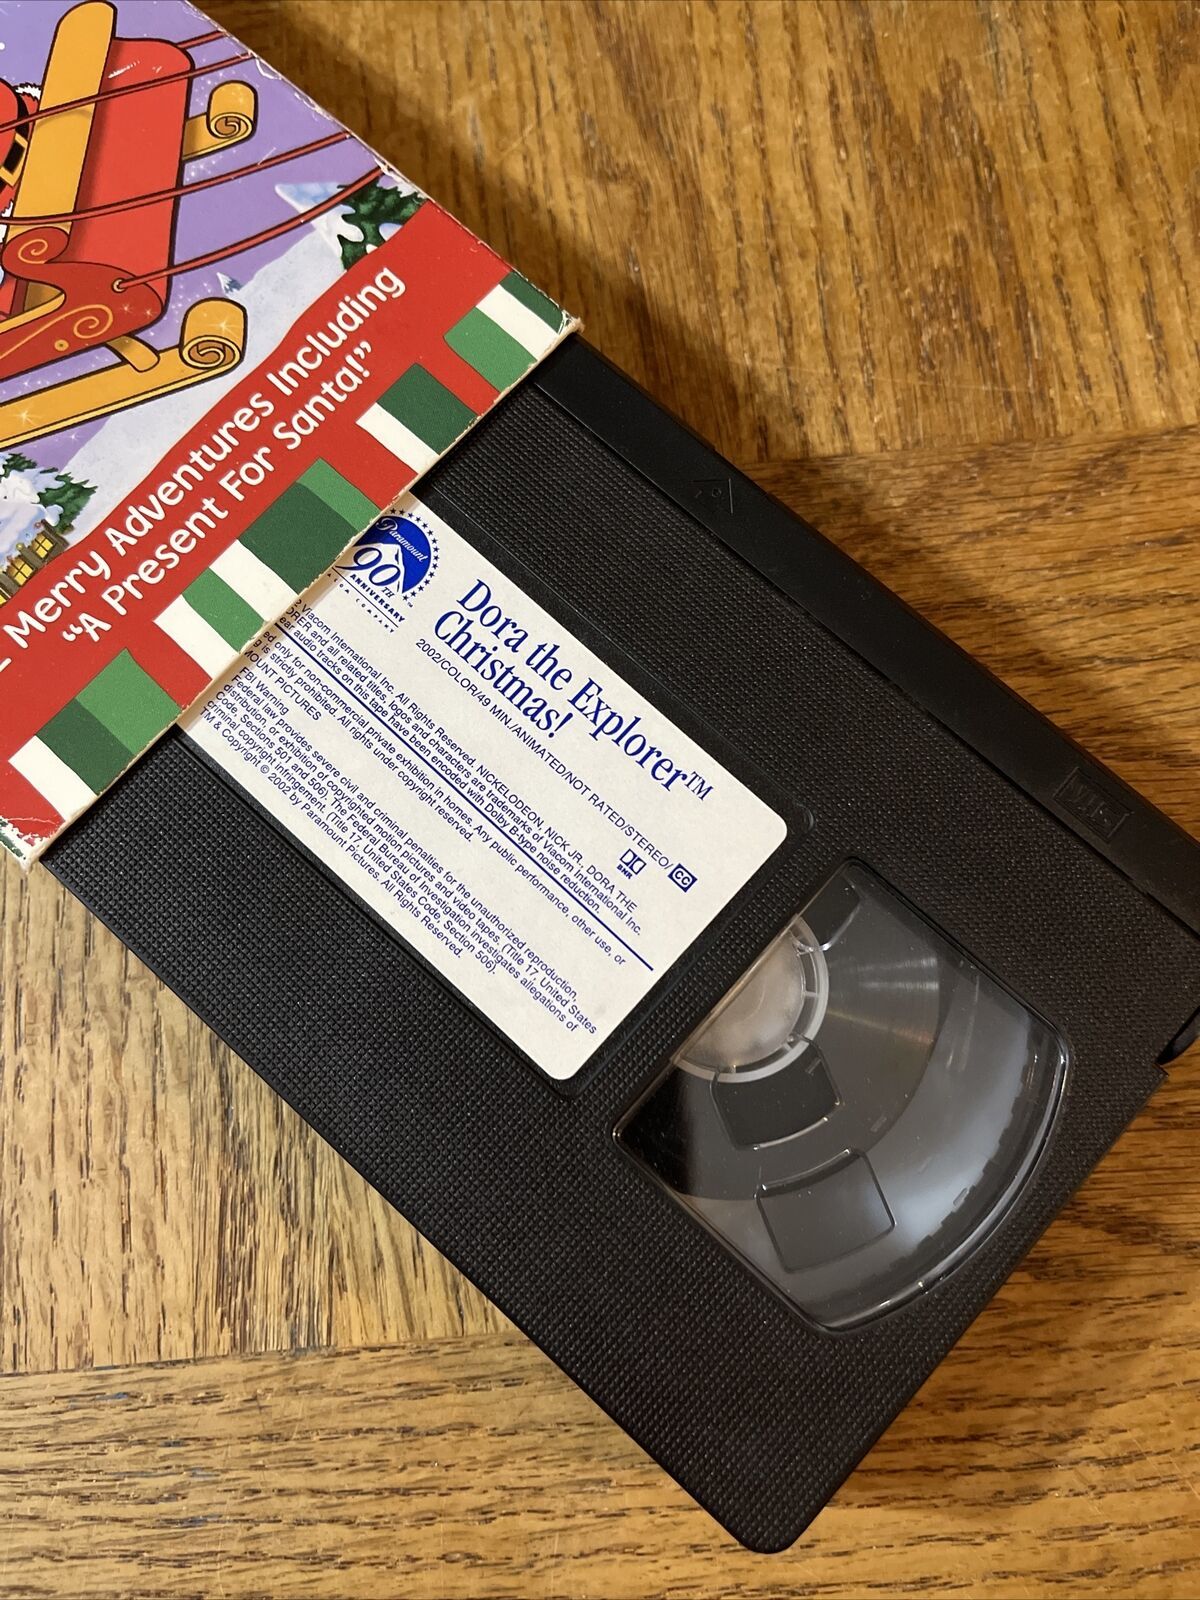 Merry Adventures Including
"A Present For Santa!"
Paramount
90TH
ANNIVERSARY
COMPANY
Dora the Explorer™
Christmas!
2002/COLOR/49 MIN./ANIMATED/NOT RATED/STEREO/ CC
Viacom International Inc. All Rights Reserved. NICKELODEON, NICK JR., DORA THE
and all related titles, logos and characters are trademarks of Viacom International Inc.
audio tracks on this tape have been encoded with Dolby B-type noise reduction.
BNR
only for non-commercial private exhibition in homes. Any public performance, other use, or
is strictly prohibited. All rights under copyright reserved.
PICTURES
FBI Warning
Federal law provides severe civil and criminal penalties for the unauthorized reproduction,
distribution, or exhibition of copyrighted motion pictures and video tapes. (Title 17, United States
Code, Sections 501 and 506). The Federal Bureau of Investigation investigates allegations of
criminal copyright infringement. (Title 17, United States Code, Section 506).
TM & Copyright © 2002 by Paramount Pictures. All Rights Reserved.
VHS